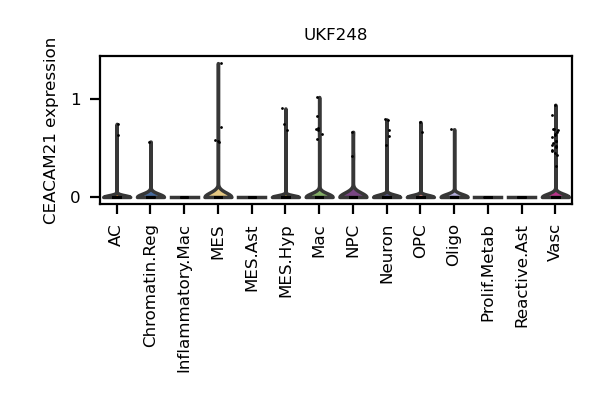 UKF248
CEACAM21 expression
1
0
AC
Chromatin.Reg
Inflammatory.Mac
MES
MES.Ast
MES.Hyp
Mac
NPC
Neuron
OPC
Oligo
Prolif.Metab
Reactive.Ast
Vasc